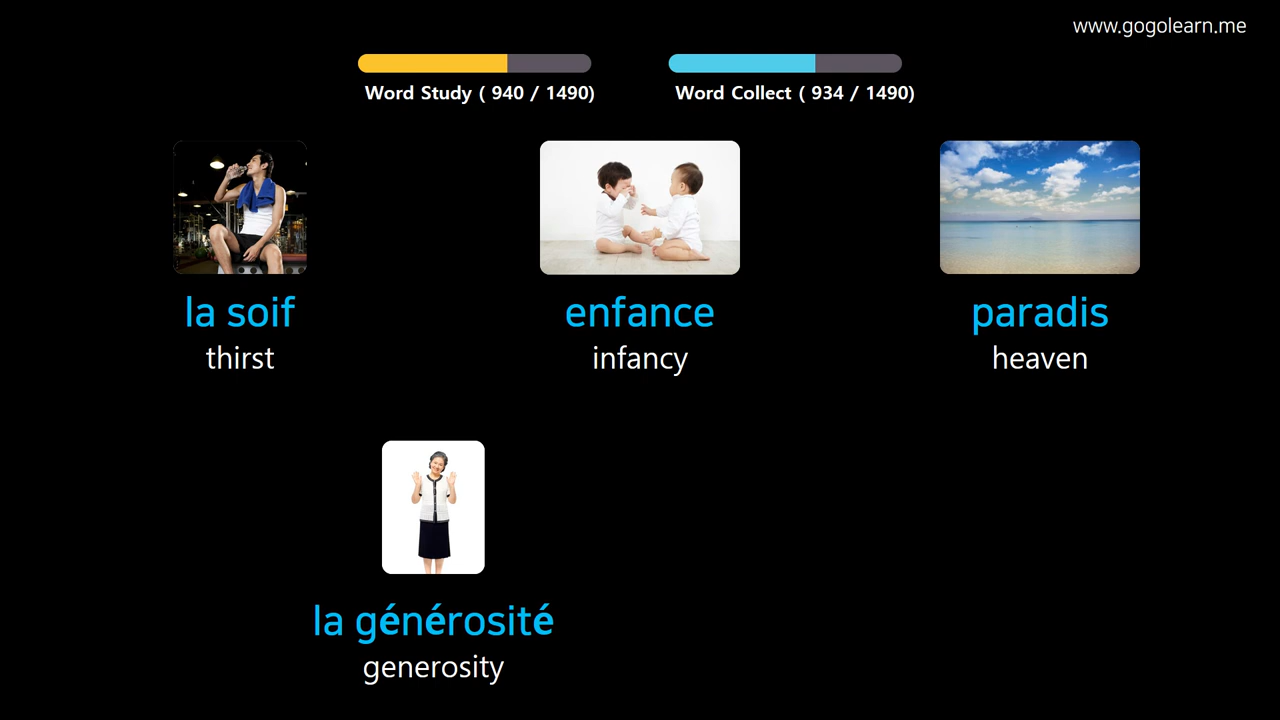 www.gogolearn.me
Word Study ( 940 / 1490)
Word Collect ( 934 / 1490)
la soif
thirst
enfance
infancy
paradis
heaven
la générosité
generosity